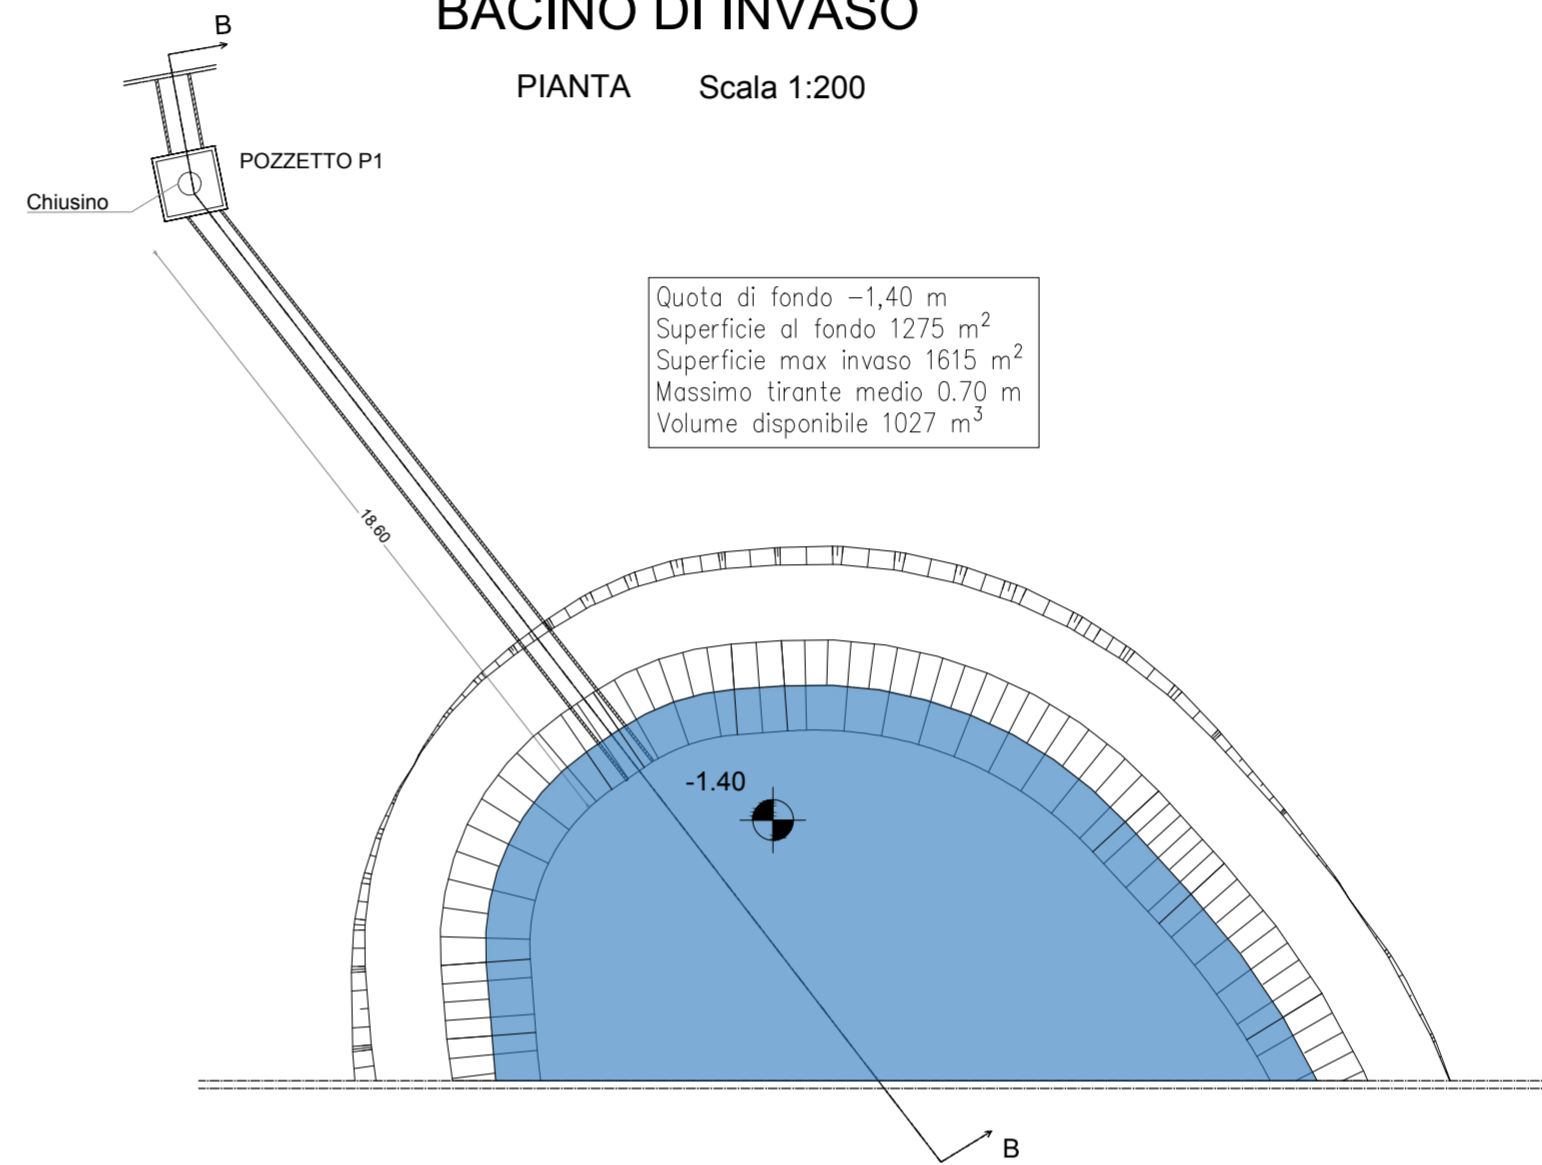 BACINO DI INVASO
PIANTA Scala 1:200
B
POZZETTO P1
Chiusino
Quota di fondo −1,40 m
Superficie al fondo 1275 m²
Superficie max invaso 1615 m²
Massimo tirante medio 0.70 m
Volume disponibile 1027 m³
18.60
-1.40
B